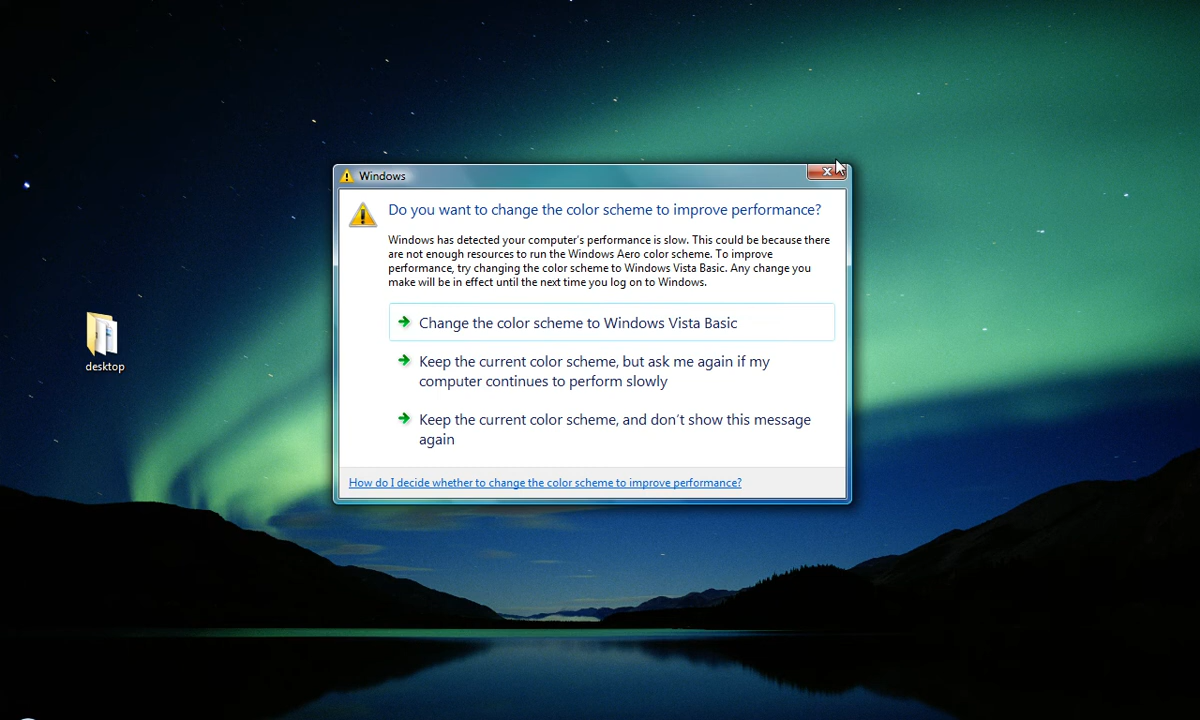 Windows
Do you want to change the color scheme to improve performance?
Windows has detected your computer's performance is slow. This could be because there
are not enough resources to run the Windows Aero color scheme. To improve
performance, try changing the color scheme to Windows Vista Basic. Any change you
make will be in effect until the next time you log on to Windows.
Change the color scheme to Windows Vista Basic
Keep the current color scheme, but ask me again if my
computer continues to perform slowly
Keep the current color scheme, and don't show this message
again
How do I decide whether to change the color scheme to improve performance?
desktop